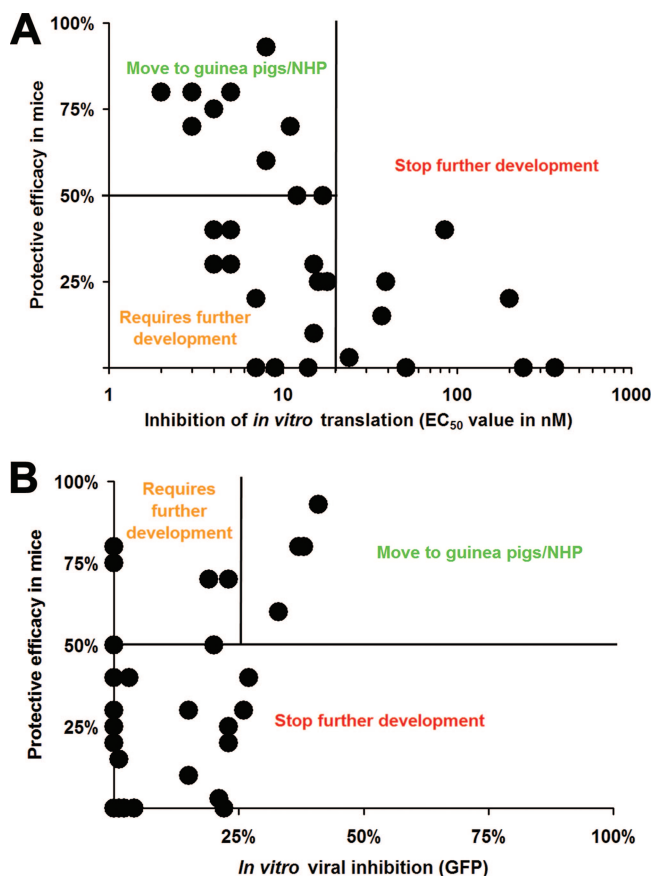 A
100%
75%
50%
25%
Protective efficacy in mice
Move to guinea pigs/NHP
Stop further development
Requires further
development
1
10
100
1000
Inhibition of in vitro translation (EC50 value in nM)
B
100%
75%
50%
25%
Protective efficacy in mice
Requires
further
development
Move to guinea pigs/NHP
Stop further development
25%
50%
75%
100%
In vitro viral inhibition (GFP)